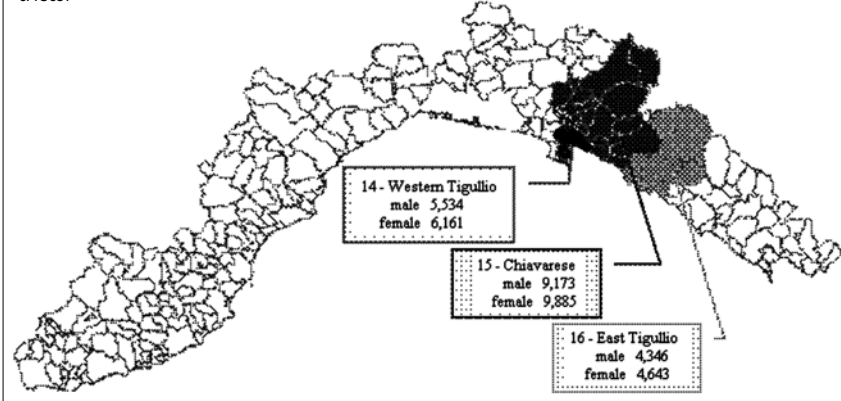 14 - Western Tigullio
male 5,534
female 6,161
15 - Chiavarese
male 9,173
female 9,885
16 - East Tigullio
male 4,346
female 4,643